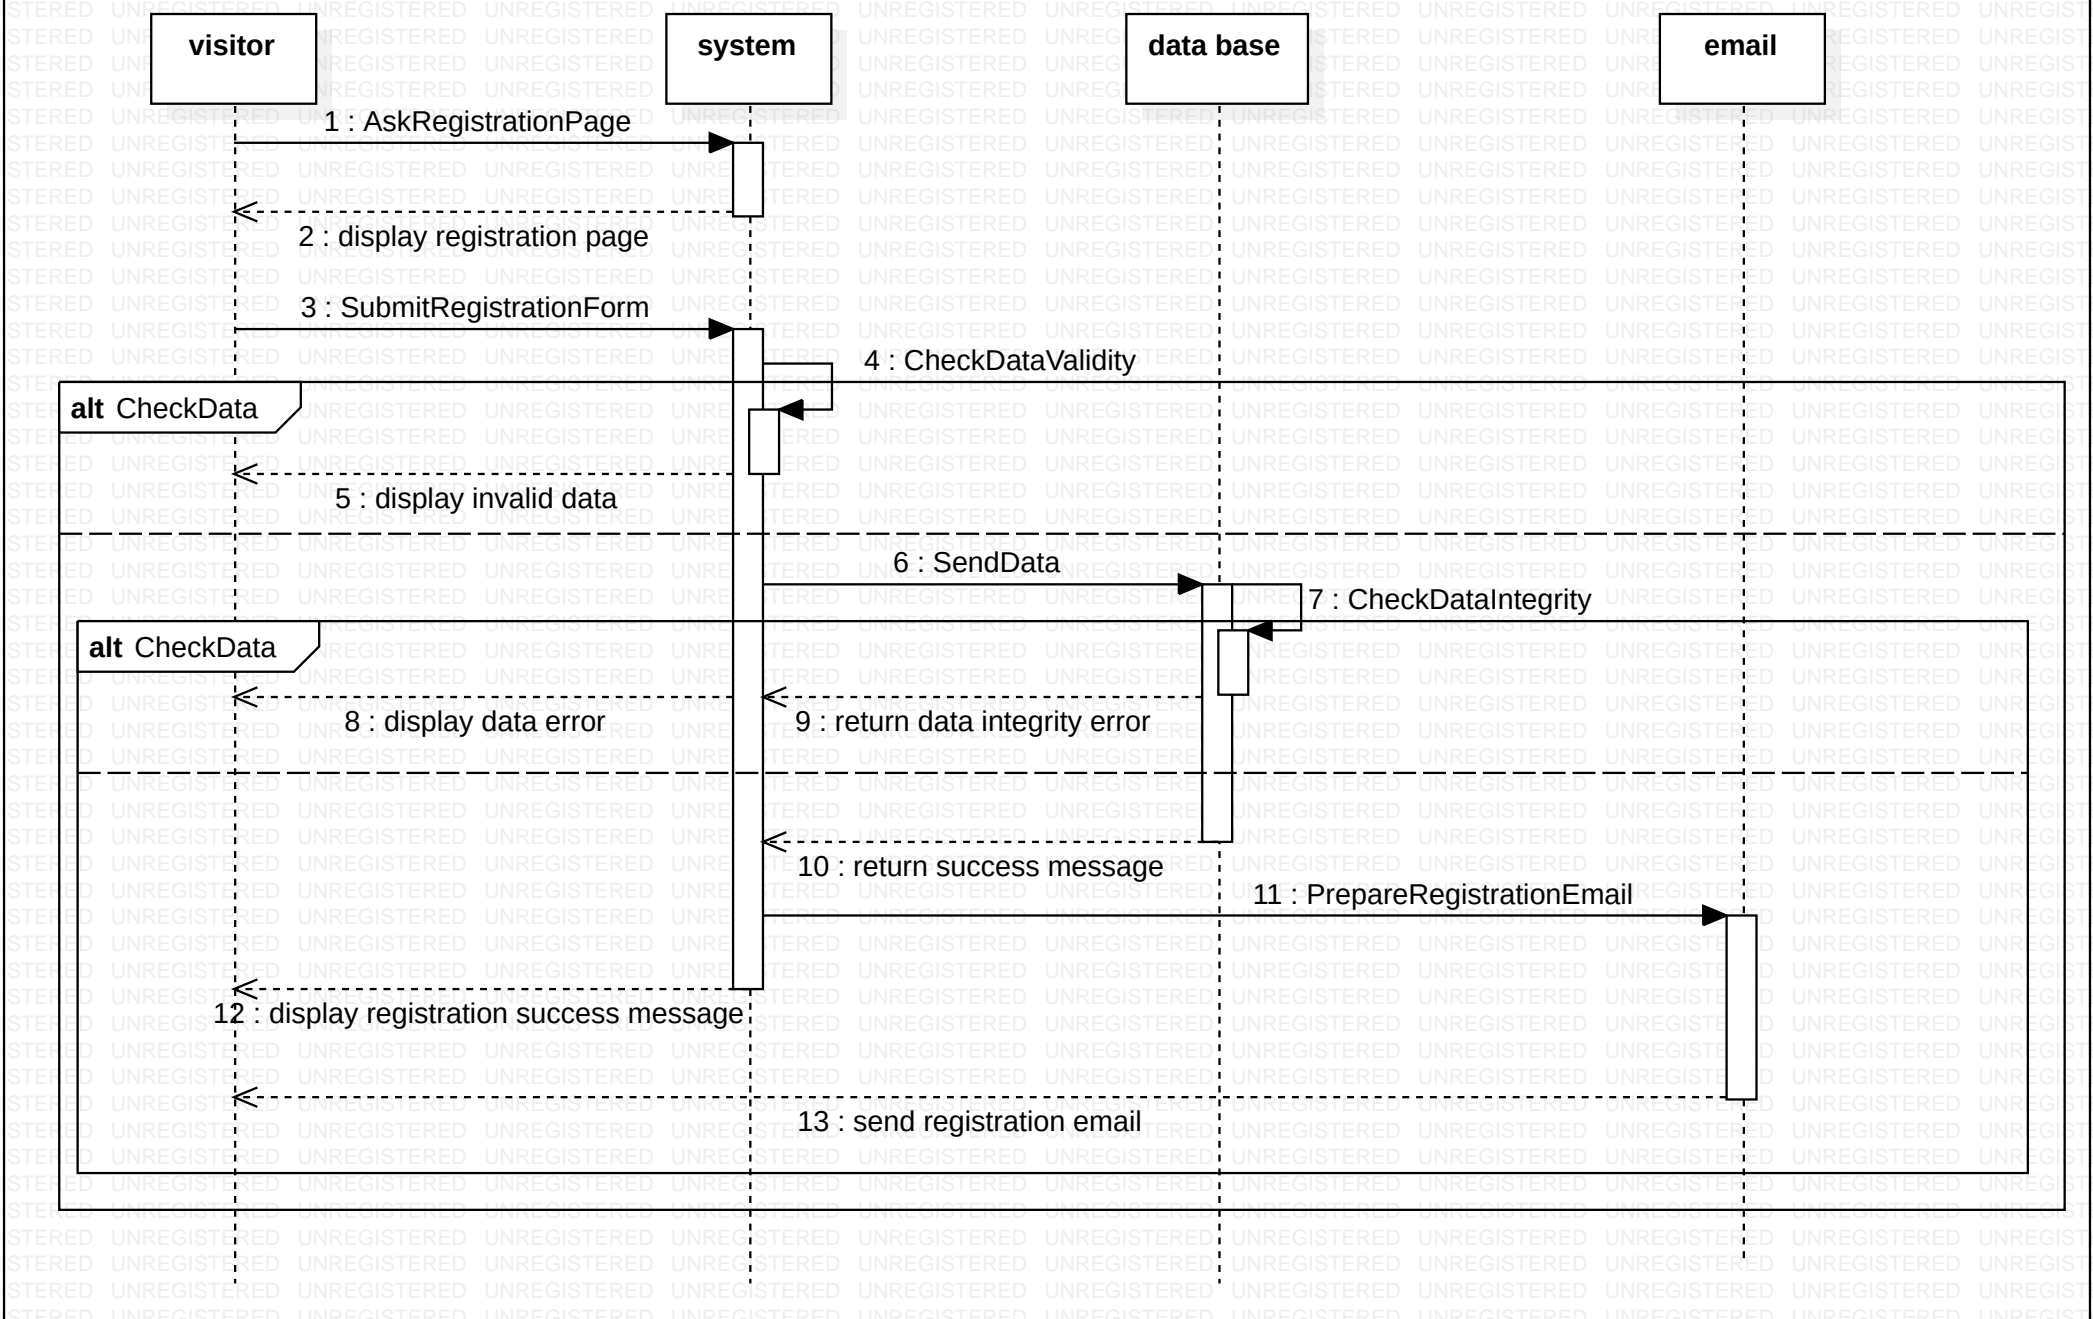 visitor
system
data base
email
1 : AskRegistrationPage
2 : display registration page
3 : SubmitRegistrationForm
4 : CheckDataValidity
alt CheckData
5 : display invalid data
6 : SendData
7 : CheckDataIntegrity
alt CheckData
8 : display data error
9 : return data integrity error
10 : return success message
11 : PrepareRegistrationEmail
12 : display registration success message
13 : send registration email
UNREGISTERED